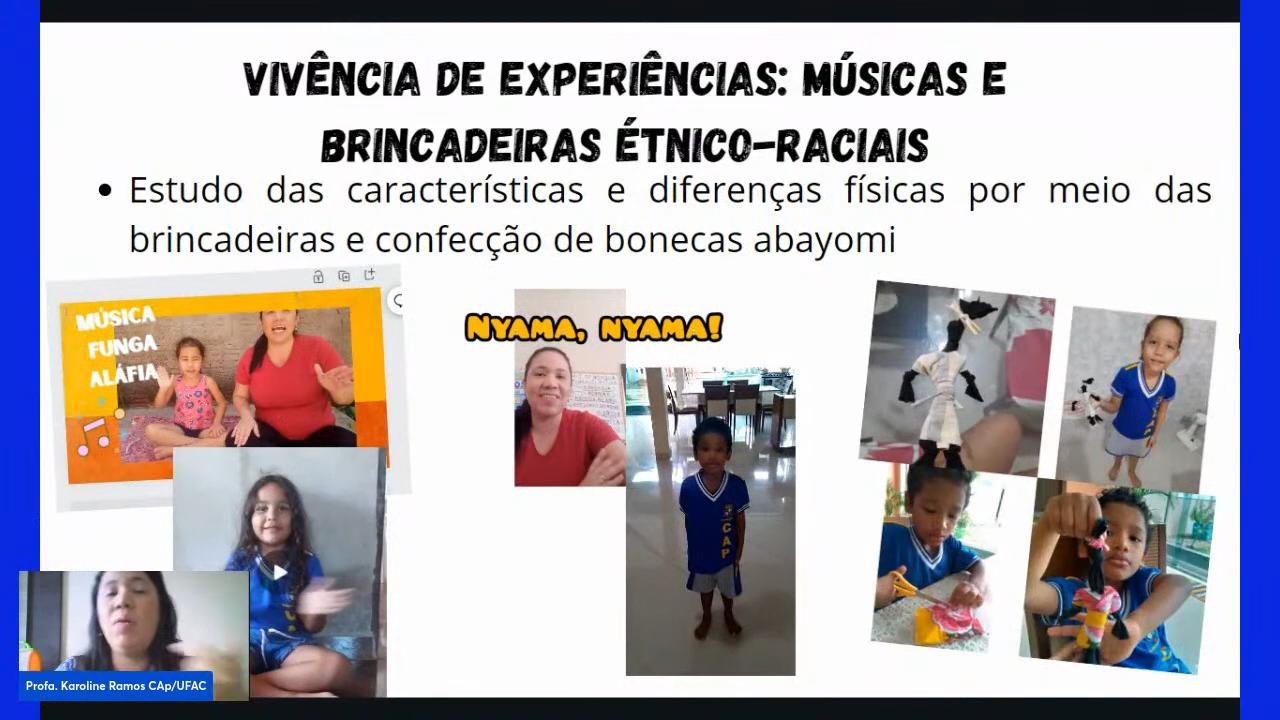 VIVÊNCIA DE EXPERIÊNCIAS: MÚSICAS E
BRINCADEIRAS ÉTNICO-RACIAIS
• Estudo das características e diferenças físicas por meio das
brincadeiras e confecção de bonecas abayomi
MÚSICA
FUNGA
ALÁFIA
NYAMA, NYAMA!
CAP
Profa. Karoline Ramos CAp/UFAC